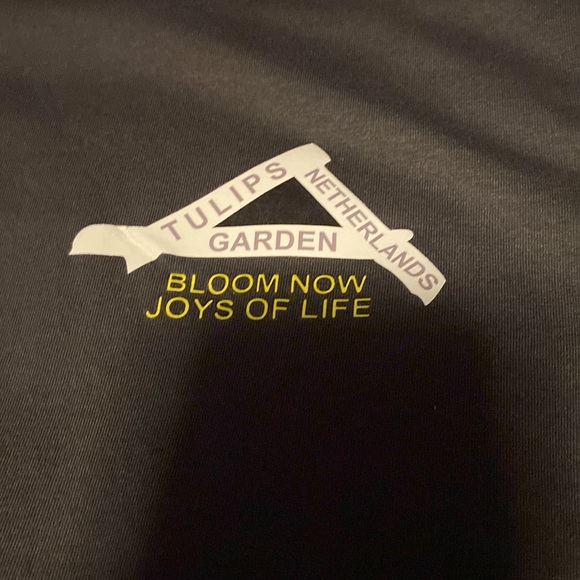 TULIPS
NETHERLANDS
GARDEN
BLOOM NOW
JOYS OF LIFE